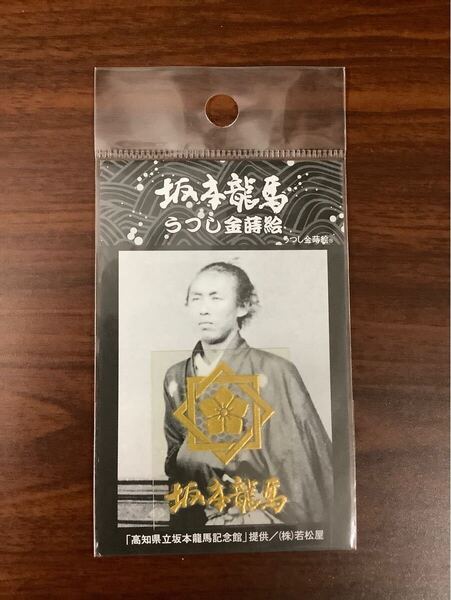 坂本龍馬
うつし金蒔絵
うつし金蒔絵®
坂本龍馬
「高知県立坂本龍馬記念館」提供/(株)若松屋